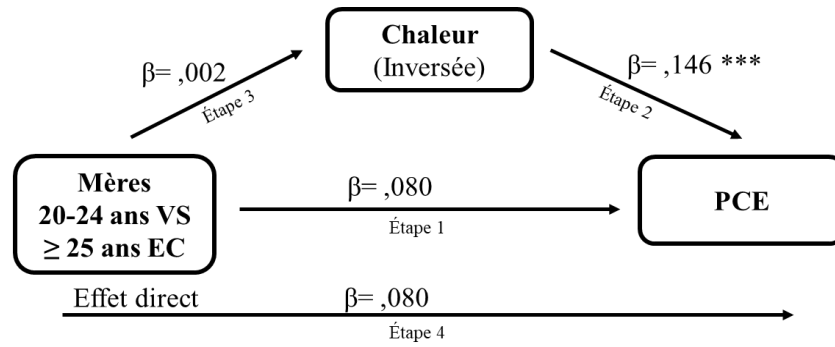 Chaleur
(Inversée)
β= ,002
Étape 3
β= ,146 ***
Étape 2
Mères
20-24 ans VS
≥ 25 ans EC
β= ,080
Étape 1
PCE
Effet direct
β= ,080
Étape 4